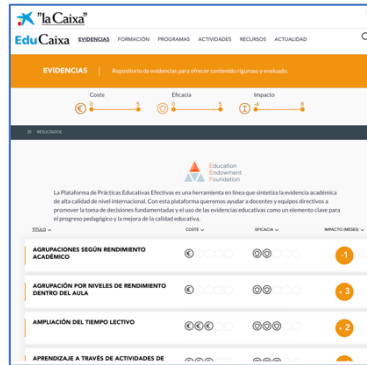 "la Caixa"
EduCaixa EVIDENCIAS FORMACIÓN PROGRAMAS ACTIVIDADES RECURSOS ACTUALIDAD
EVIDENCIAS | Repositorio de evidencias para ofrecer contenido riguroso y evaluado.
Coste Eficacia Impacto
€ 0 5 0 5 -4 8
RESULTADOS
Education
Endowment
Foundation
La Plataforma de Prácticas Educativas Efectivas es una herramienta en línea que sintetiza la evidencia académica
de alta calidad de nivel internacional. Con esta plataforma queremos ayudar a docentes y equipos directivos a
promover la toma de decisiones fundamentadas y el uso de las evidencias educativas como un elemento clave para
el progreso pedagógico y la mejora de la calidad educativa.
TÍTULO COSTE EFICACIA IMPACTO (MESES)
AGRUPACIONES SEGÚN RENDIMIENTO
ACADÉMICO
€ -1
AGRUPACIÓN POR NIVELES DE RENDIMIENTO
DENTRO DEL AULA
€ + 3
AMPLIACIÓN DEL TIEMPO LECTIVO
€ € € + 2
APRENDIZAJE A TRAVÉS DE ACTIVIDADES DE